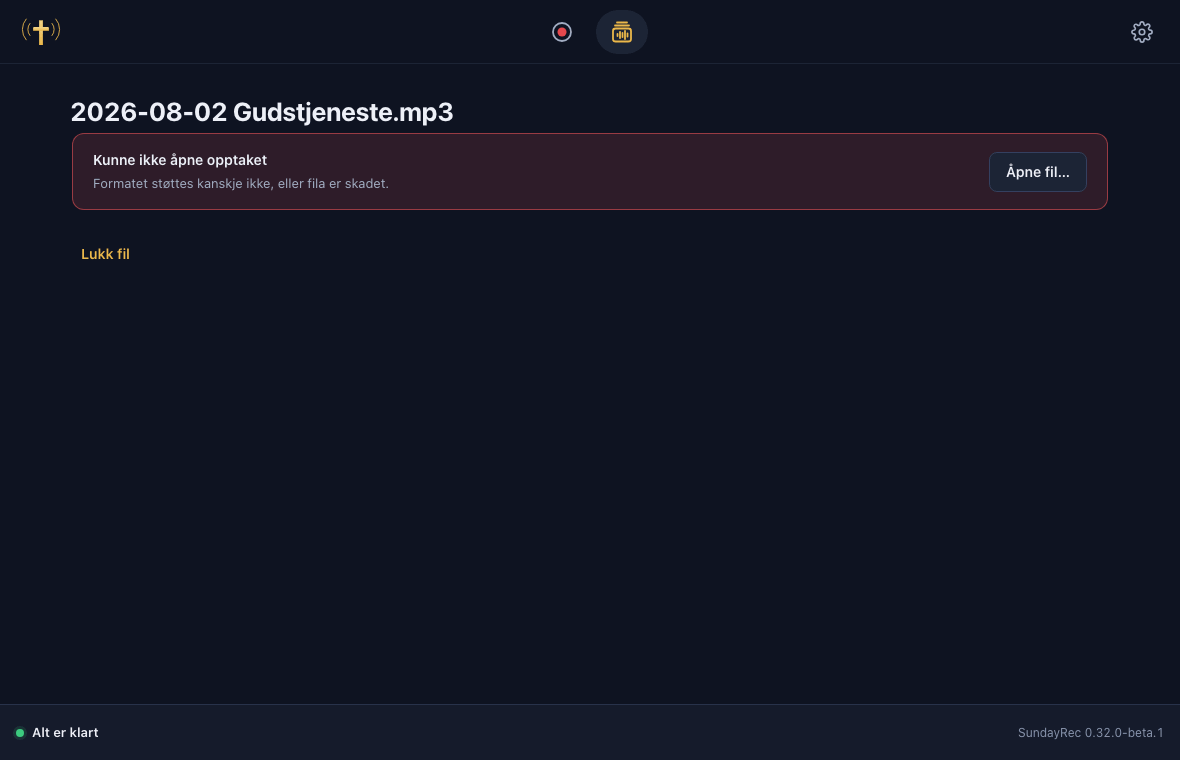 2026-08-02 Gudstjeneste.mp3
Kunne ikke åpne opptaket
Formatet støttes kanskje ikke, eller fila er skadet.
Åpne fil...
Lukk fil
Alt er klart
SundayRec 0.32.0-beta.1